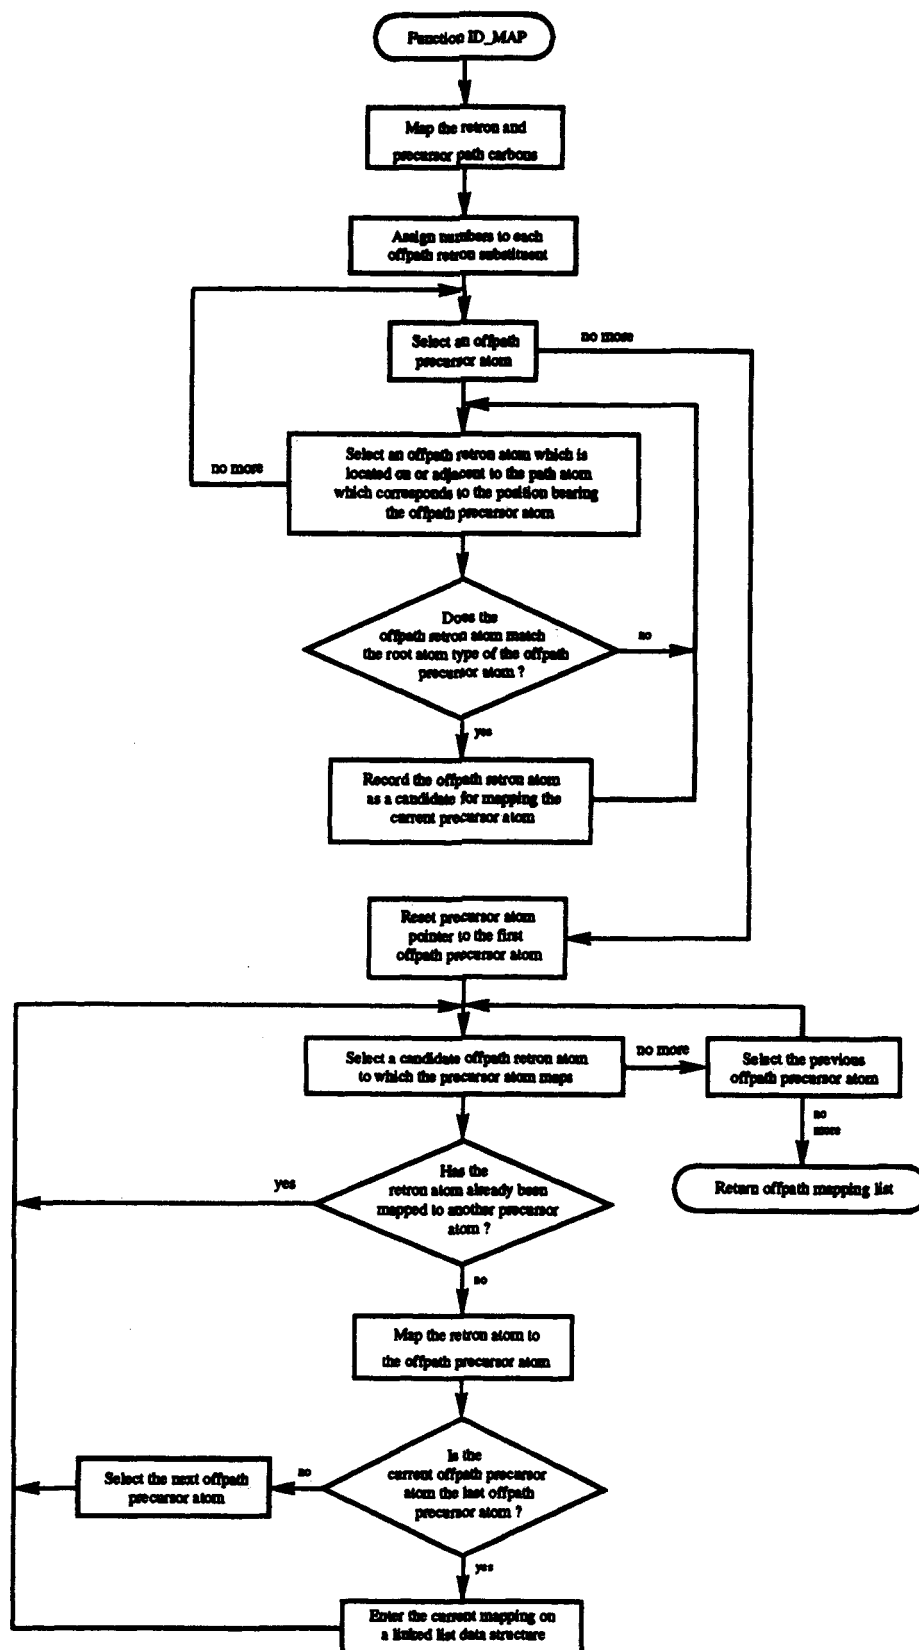 Function ID_MAP
Map the retron and
precursor path carbons
Assign numbers to each
offpath retron substituent
Select an offpath
precursor atom
no more
Select an offpath retron atom which is
located on or adjacent to the path atom
which corresponds to the position bearing
the offpath precursor atom
no more
Does the
offpath retron atom match
the root atom type of the offpath
precursor atom ?
no
yes
Record the offpath retron atom
as a candidate for mapping the
current precursor atom
Reset precursor atom
pointer to the first
offpath precursor atom
Select a candidate offpath retron atom
to which the precursor atom maps
no more
Select the previous
offpath precursor atom
no
more
Return offpath mapping list
Has the
retron atom already been
mapped to another precursor
atom ?
yes
no
Map the retron atom to
the offpath precursor atom
Is the
current offpath precursor
atom the last offpath
precursor atom ?
no
Select the next offpath
precursor atom
yes
Enter the current mapping on
a linked list data structure